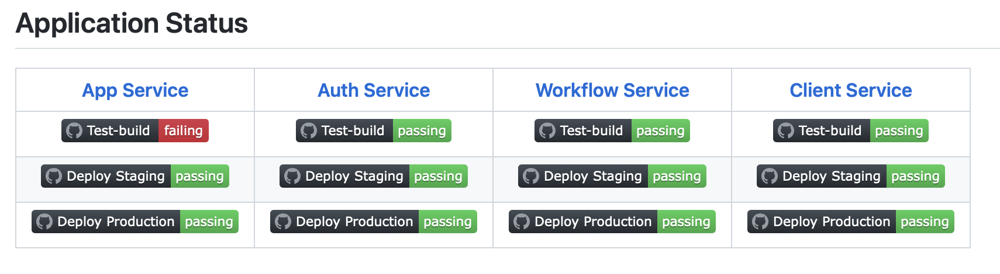 Application Status
App Service Auth Service Workflow Service Client Service
Test-build failing Test-build passing Test-build passing Test-build passing
Deploy Staging passing Deploy Staging passing Deploy Staging passing Deploy Staging passing
Deploy Production passing Deploy Production passing Deploy Production passing Deploy Production passing